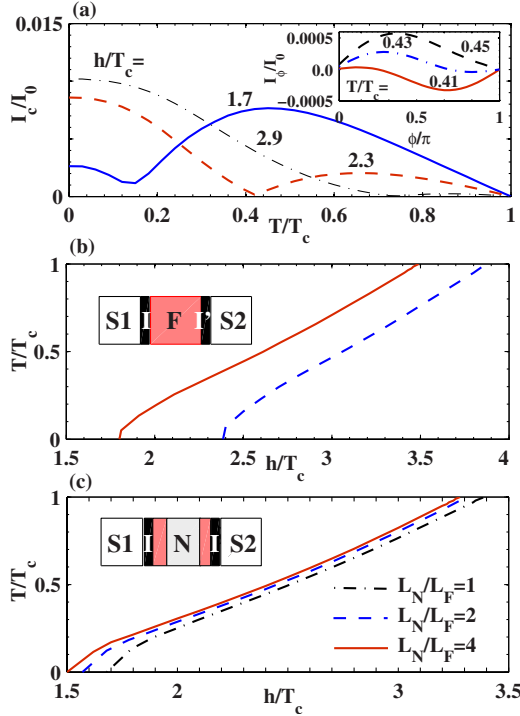 (a)
0.015
I_c/I_0
0
h/T_c=
1.7
2.9
2.3
0 0.2 0.4 0.6 0.8 1
T/T_c
0.0005
0.0
−0.0005
I_ϕ/I_0
0.43
0.45
T/T_c=
0.41
0 0.5 1
ϕ/π
(b)
1
0.5
0
T/T_c
S1 I F I' S2
1.5 2 2.5 3 3.5 4
h/T_c
(c)
1
0.5
0
T/T_c
S1 I N I S2
L_N/L_F=1
L_N/L_F=2
L_N/L_F=4
1.5 2 2.5 3 3.5
h/T_c